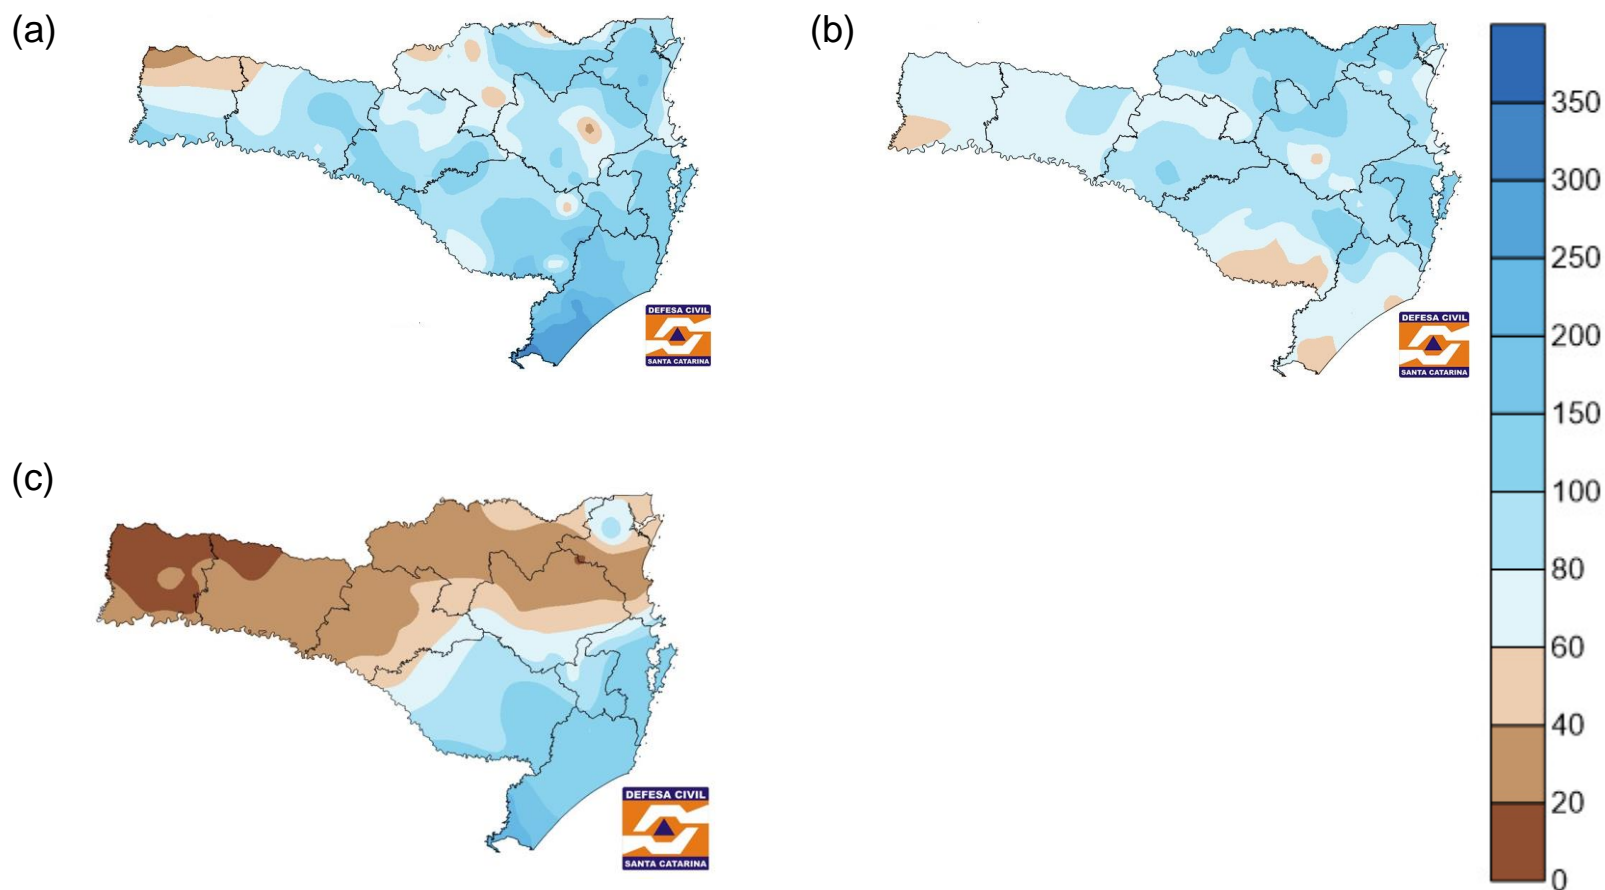 (a)
(b)
350
300
250
200
150
100
80
60
40
20
0
DEFESA CIVIL
SANTA CATARINA
DEFESA CIVIL
SANTA CATARINA
(c)
DEFESA CIVIL
SANTA CATARINA